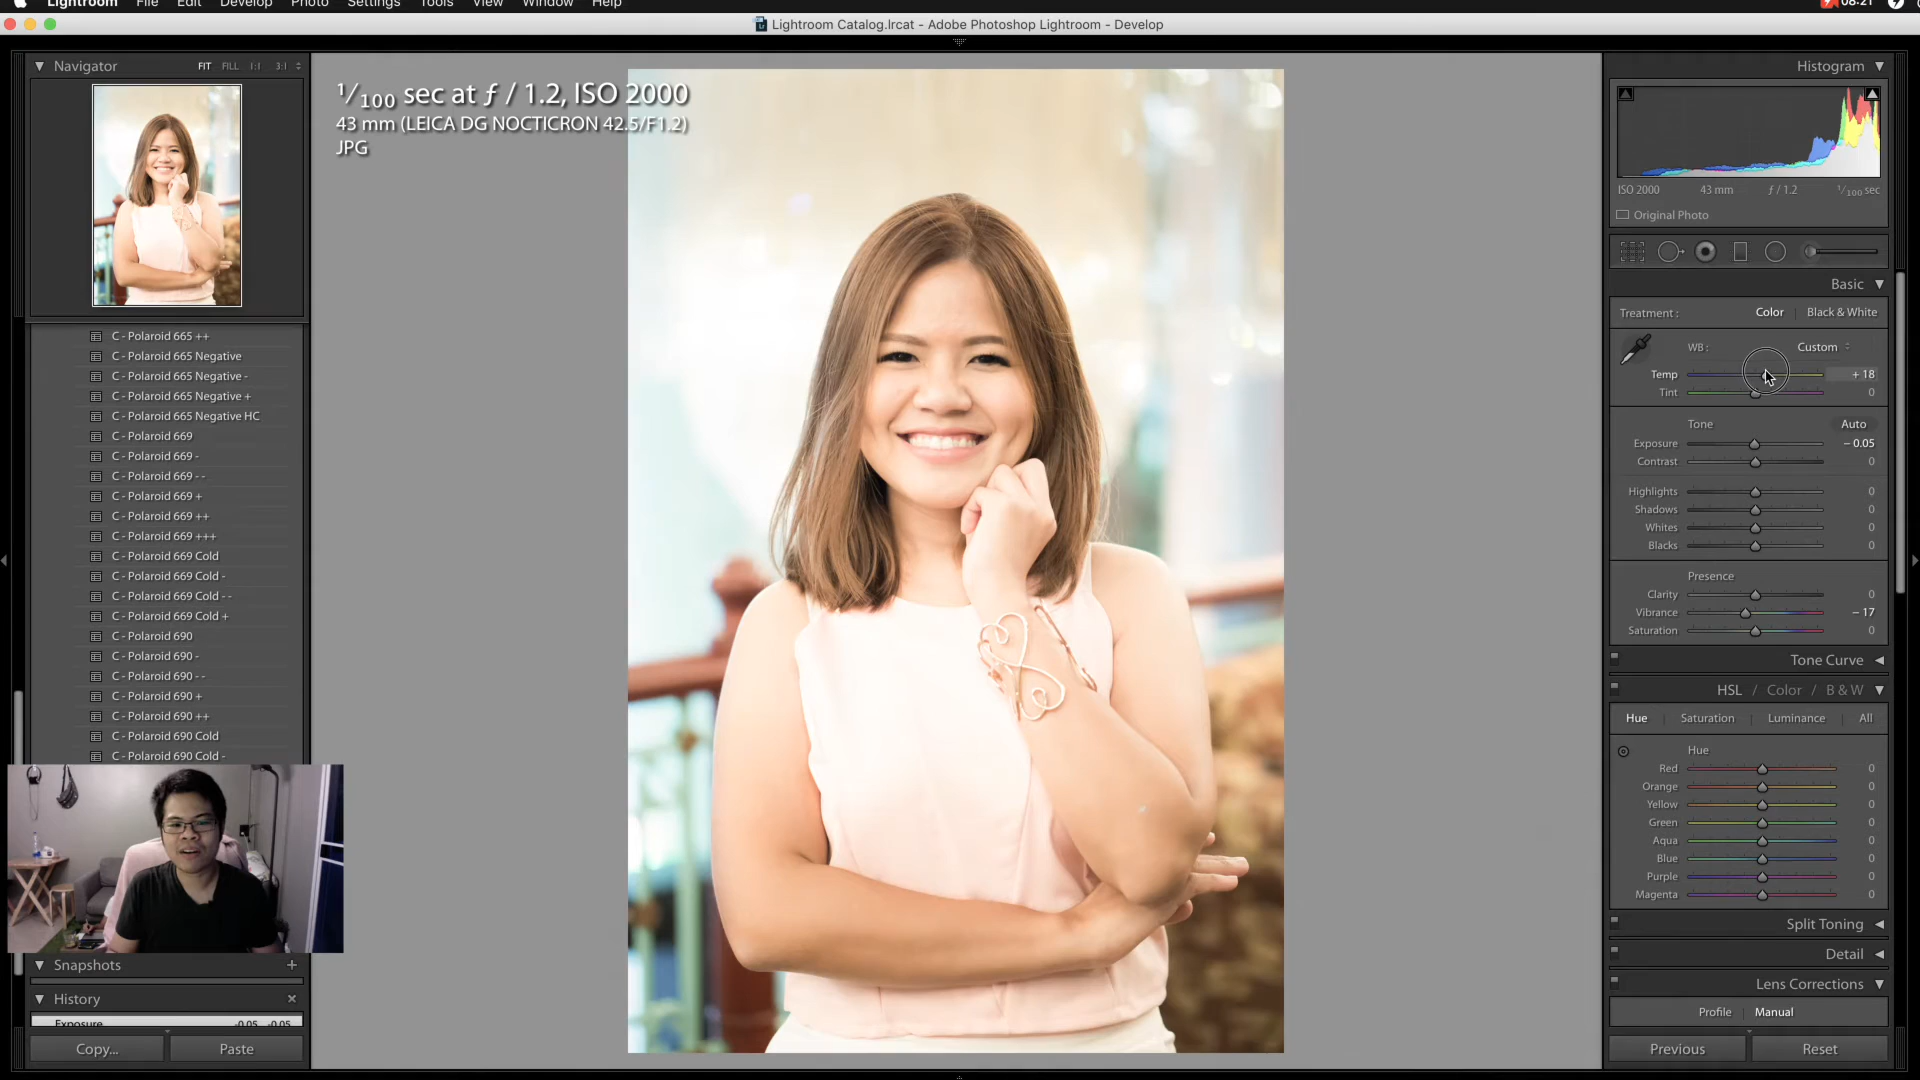 Lightroom File Edit Develop Photo Settings Tools View Window Help
08:21
Lightroom Catalog.lrcat - Adobe Photoshop Lightroom - Develop
Navigator FIT FILL 1:1 3:1
C - Polaroid 665 ++
C - Polaroid 665 Negative
C - Polaroid 665 Negative -
C - Polaroid 665 Negative +
C - Polaroid 665 Negative HC
C - Polaroid 669
C - Polaroid 669 -
C - Polaroid 669 - -
C - Polaroid 669 +
C - Polaroid 669 ++
C - Polaroid 669 +++
C - Polaroid 669 Cold
C - Polaroid 669 Cold -
C - Polaroid 669 Cold - -
C - Polaroid 669 Cold +
C - Polaroid 690
C - Polaroid 690 -
C - Polaroid 690 - -
C - Polaroid 690 +
C - Polaroid 690 ++
C - Polaroid 690 Cold
C - Polaroid 690 Cold -
Snapshots +
History ×
Exposure -0.05 -0.05
Copy... Paste
1/100 sec at ƒ / 1.2, ISO 2000
43 mm (LEICA DG NOCTICRON 42.5/F1.2)
JPG
Histogram
ISO 2000 43 mm ƒ / 1.2 1/100 sec
Original Photo
Basic
Treatment : Color Black & White
WB : Custom
Temp + 18
Tint 0
Tone Auto
Exposure – 0.05
Contrast 0
Highlights 0
Shadows 0
Whites 0
Blacks 0
Presence
Clarity 0
Vibrance – 17
Saturation 0
Tone Curve
HSL / Color / B & W
Hue Saturation Luminance All
Hue
Red 0
Orange 0
Yellow 0
Green 0
Aqua 0
Blue 0
Purple 0
Magenta 0
Split Toning
Detail
Lens Corrections
Profile Manual
Previous Reset